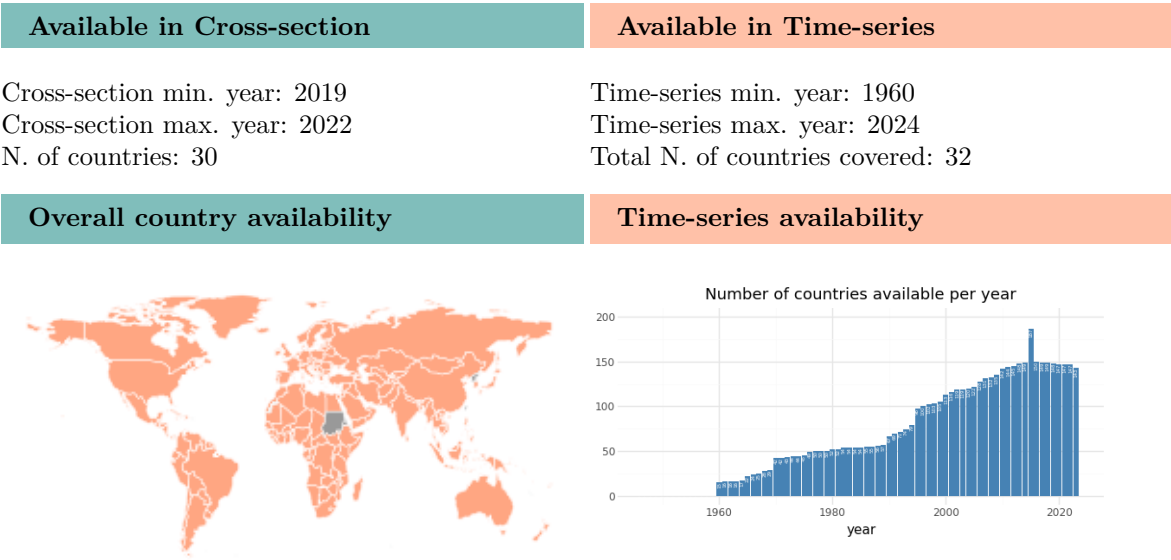 Available in Cross-section
Available in Time-series
Cross-section min. year: 2019
Cross-section max. year: 2022
N. of countries: 30
Time-series min. year: 1960
Time-series max. year: 2024
Total N. of countries covered: 32
Overall country availability
Time-series availability
Number of countries available per year
200
150
100
50
0
1960
1980
2000
2020
year